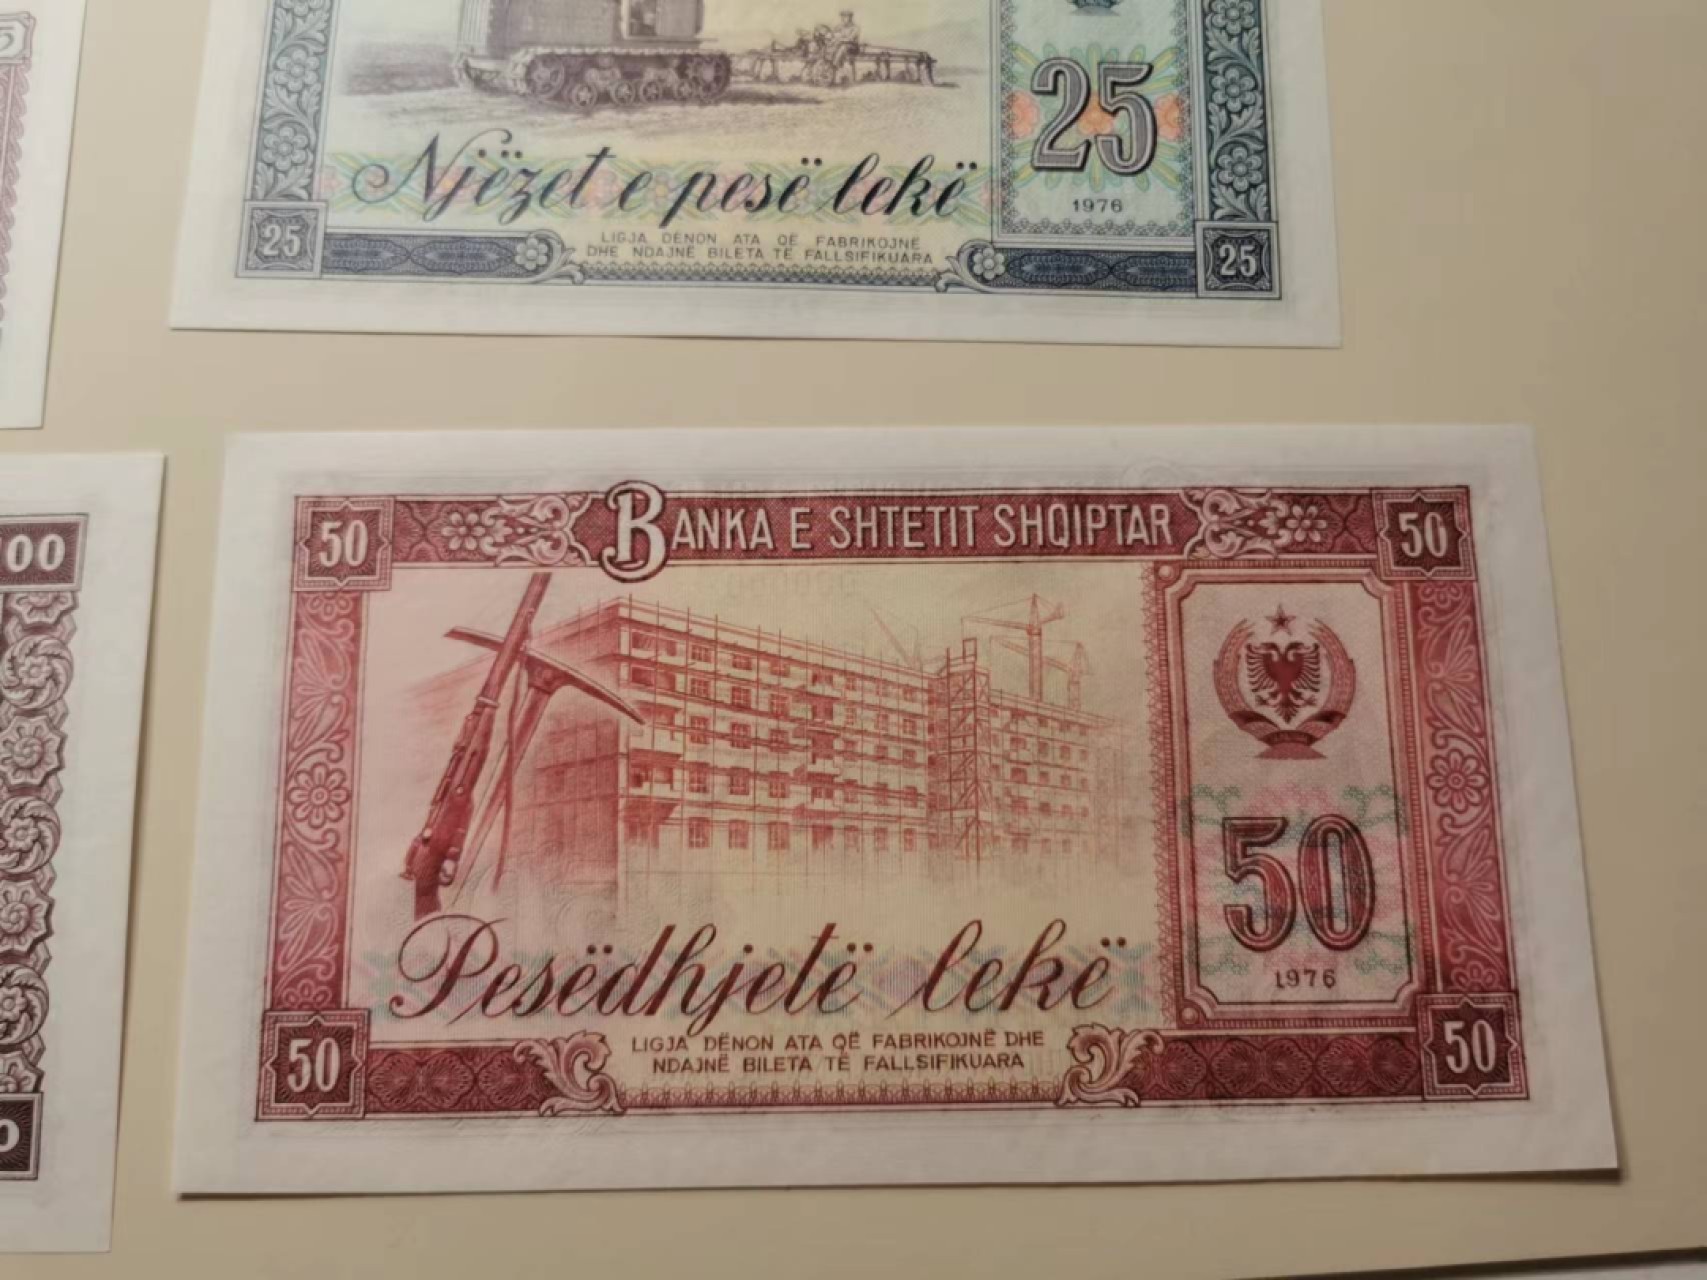 25
1976
Njëzet e pesë lekë
25
LIGJA DËNON ATA QË FABRIKOJNË
DHE NDAJNË BILETA TË FALLSIFIKUARA
25
50
BANKA E SHTETIT SHQIPTAR
50
00
50
1976
Pesëdhjetë lekë
50
LIGJA DËNON ATA QË FABRIKOJNË DHE
NDAJNË BILETA TË FALLSIFIKUARA
50